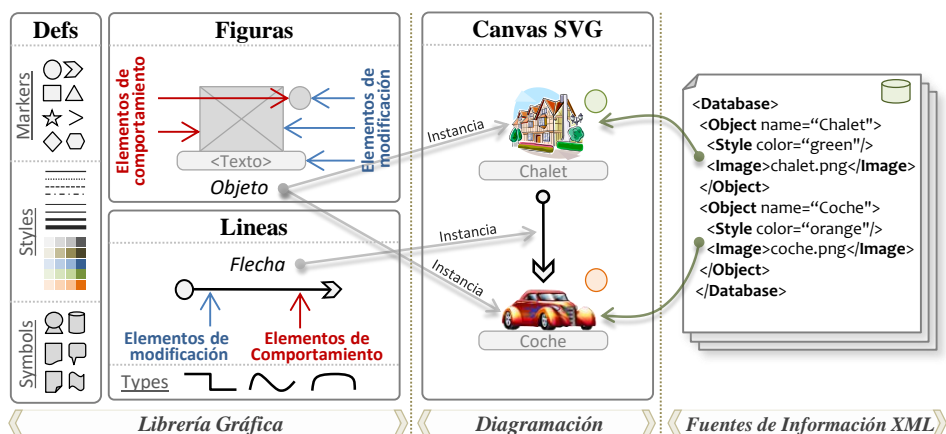 Defs
Markers
Styles
Symbols
Figuras
Elementos de
comportamiento
Elementos de
modificación
<Texto>
Objeto
Lineas
Flecha
Elementos de
modificación
Elementos de
Comportamiento
Types
Canvas SVG
Instancia
Chalet
Instancia
Instancia
Coche
<Database>
<Object name=“Chalet">
<Style color=“green"/>
<Image>chalet.png</Image>
</Object>
<Object name=“Coche">
<Style color=“orange"/>
<Image>coche.png</Image>
</Object>
</Database>
Librería Gráfica
Diagramación
Fuentes de Información XML